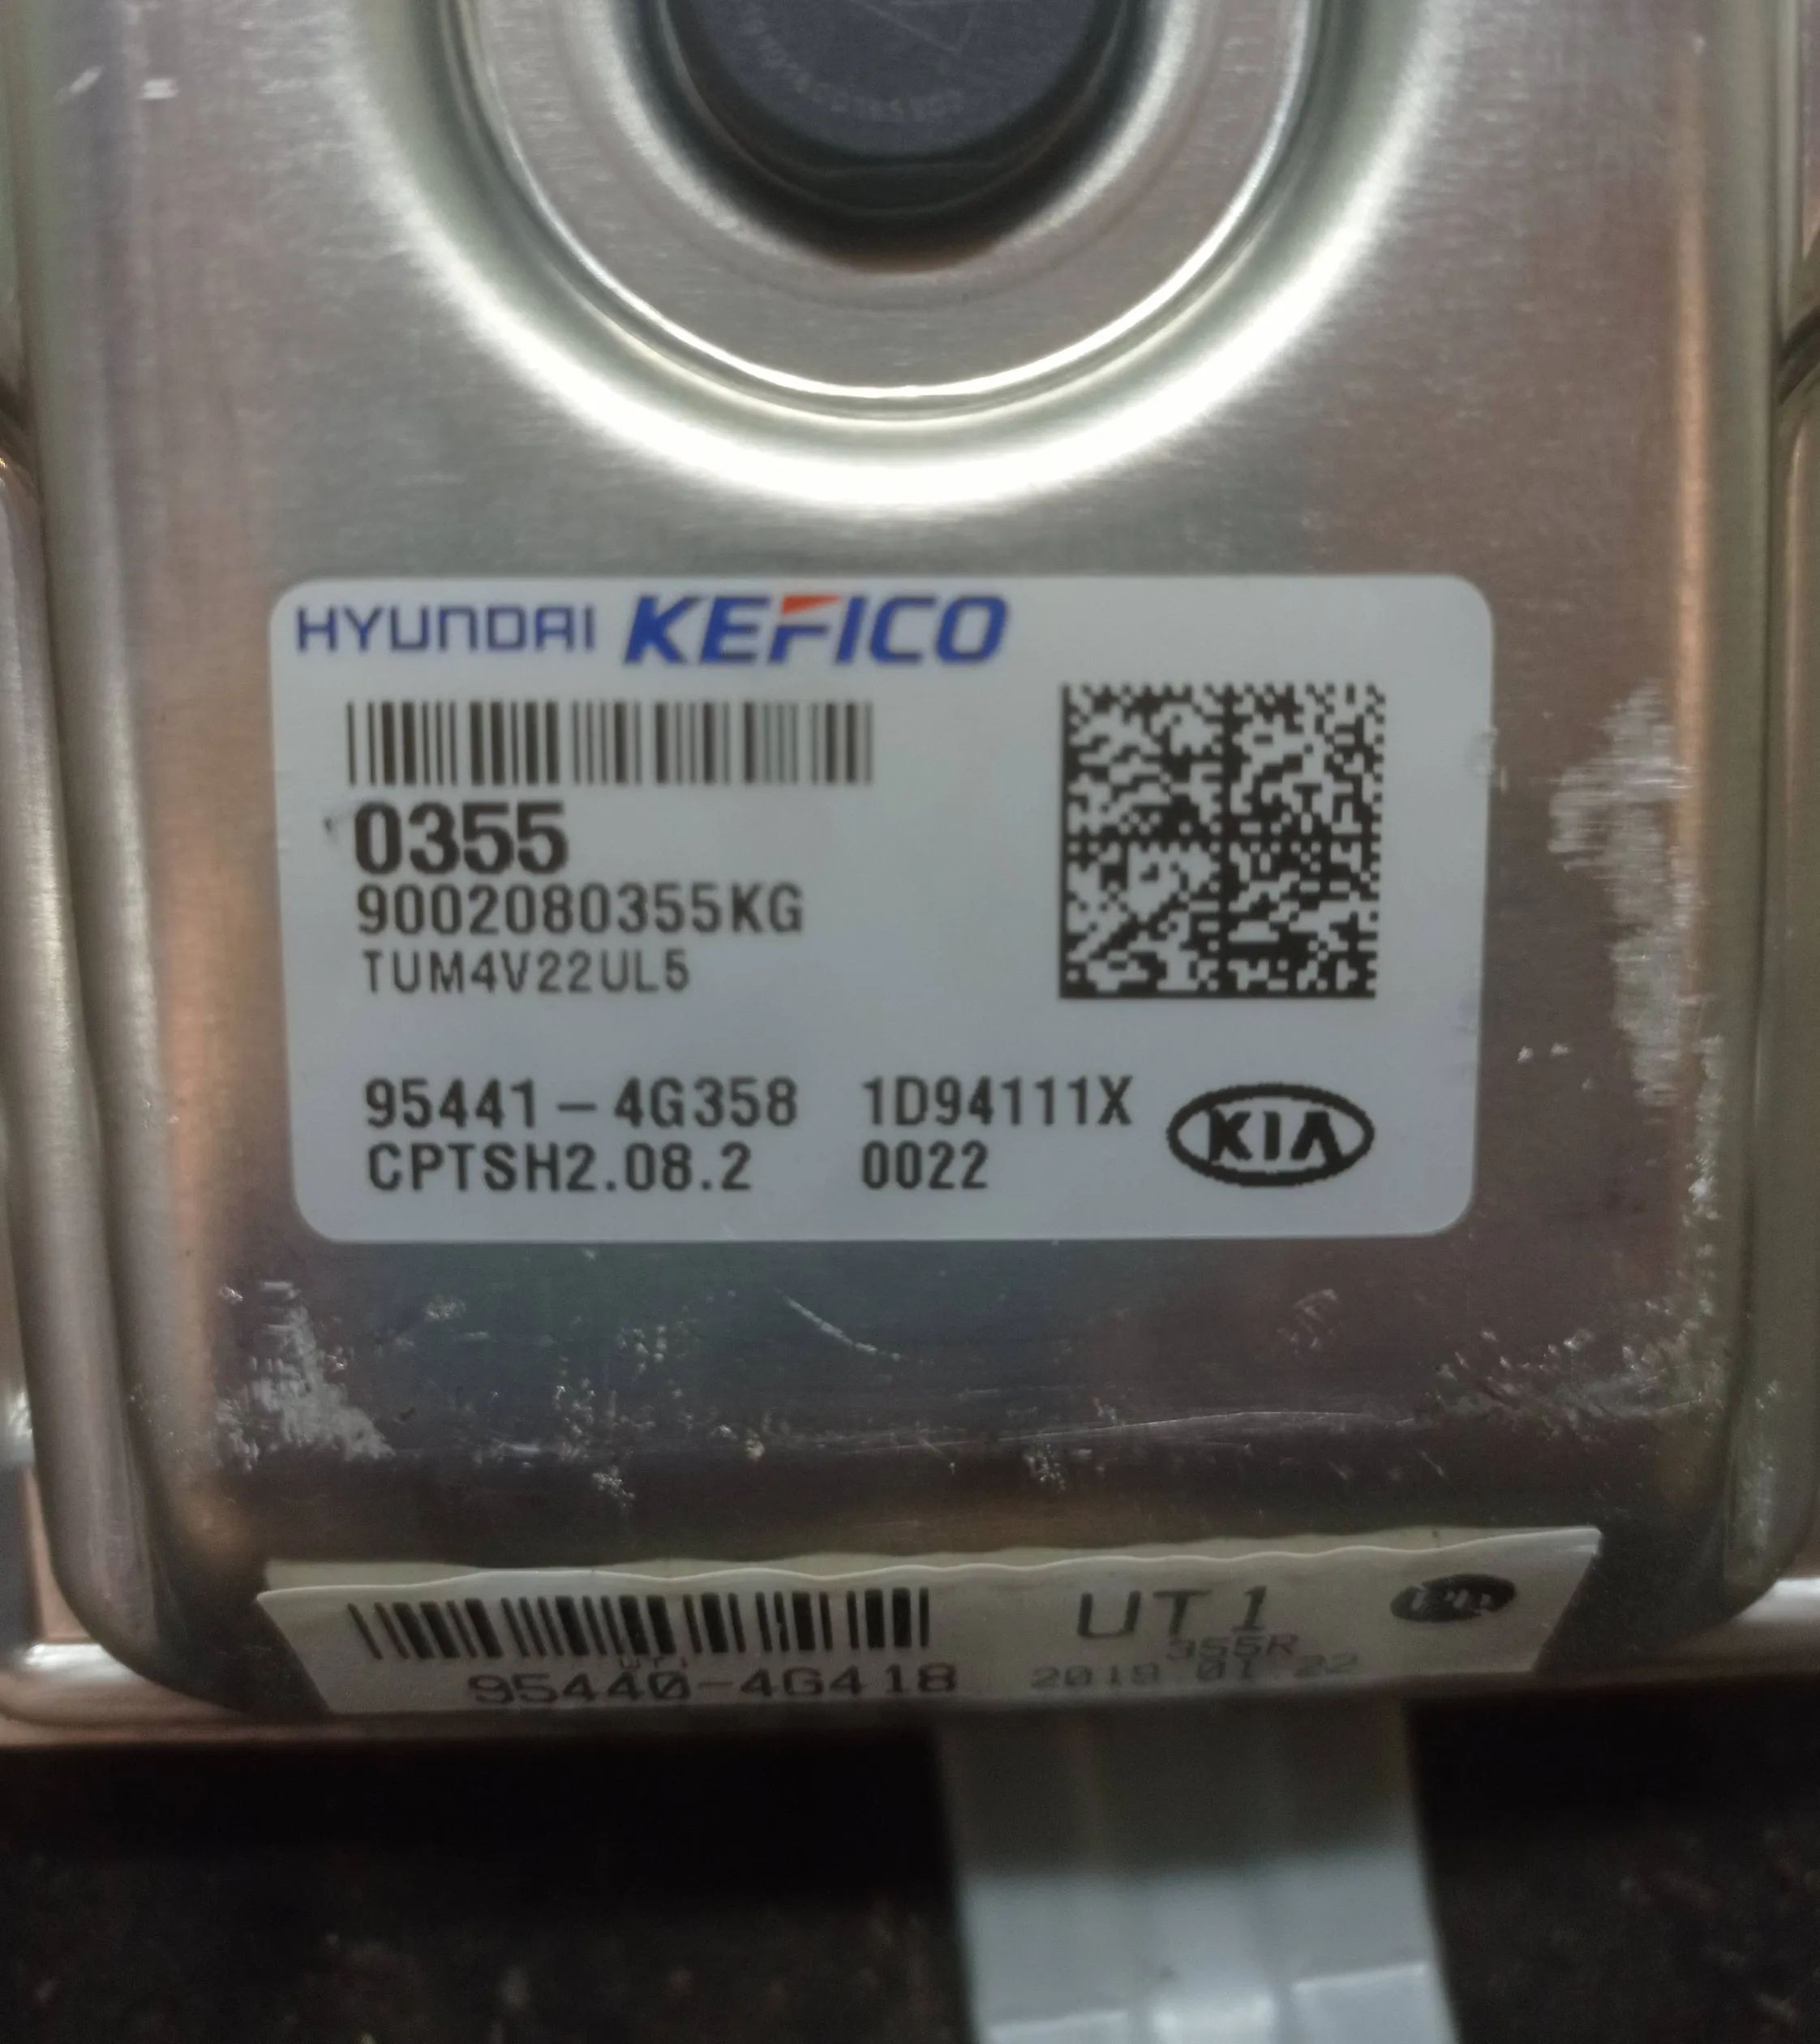 HYUNDAI KEFICO
0355
9002080355KG
TUM4V22UL5
95441-4G358 1D94111X
CPTSH2.08.2 0022
KIA
UT1
355R
95440-4G418 2019 01 22